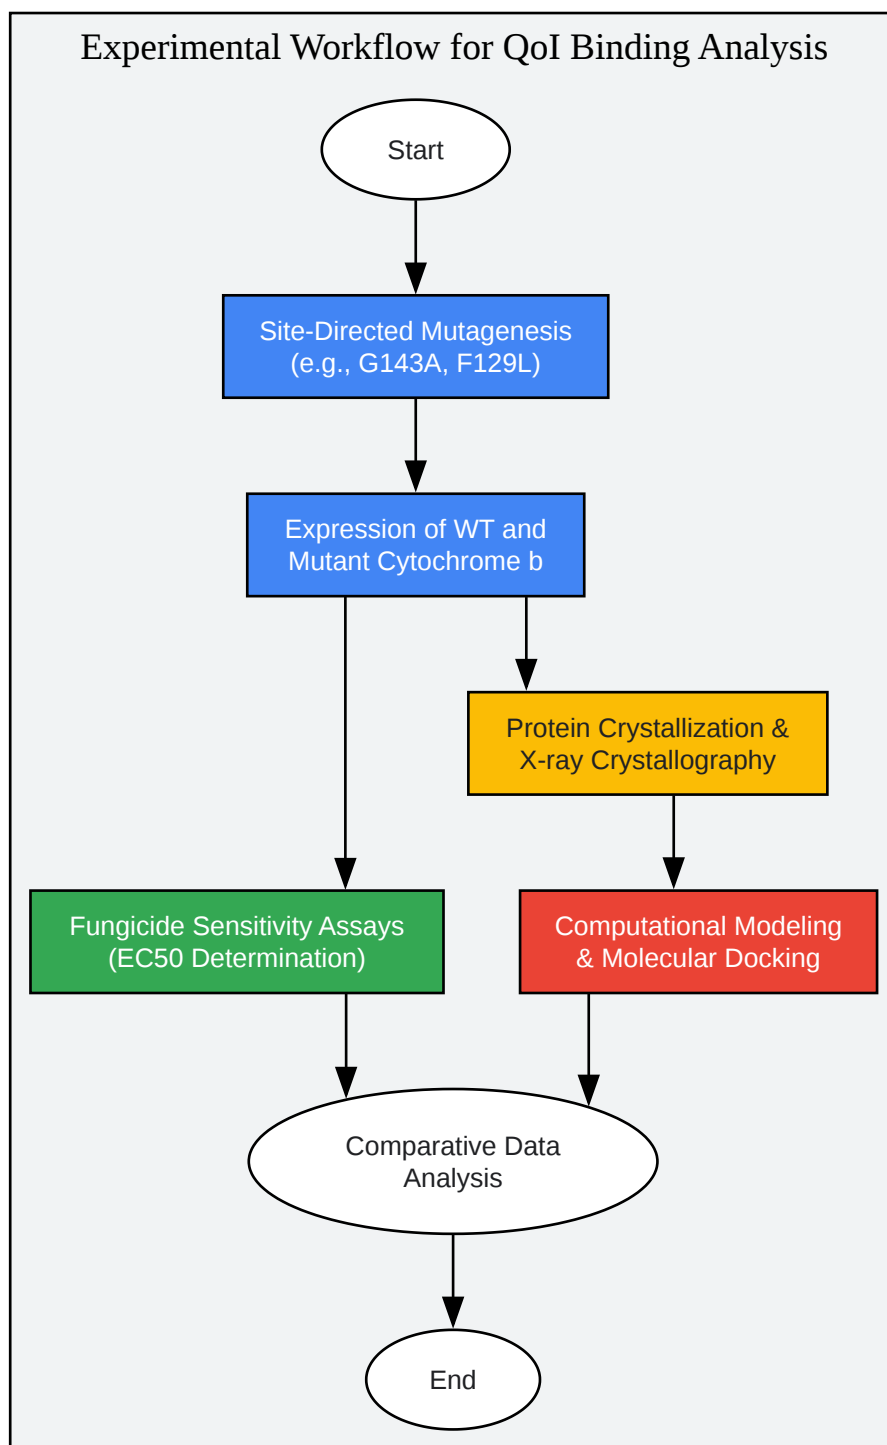 Experimental Workflow for QoI Binding Analysis
Start
Site-Directed Mutagenesis
(e.g., G143A, F129L)
Expression of WT and
Mutant Cytochrome b
Protein Crystallization &
X-ray Crystallography
Fungicide Sensitivity Assays
(EC50 Determination)
Computational Modeling
& Molecular Docking
Comparative Data
Analysis
End